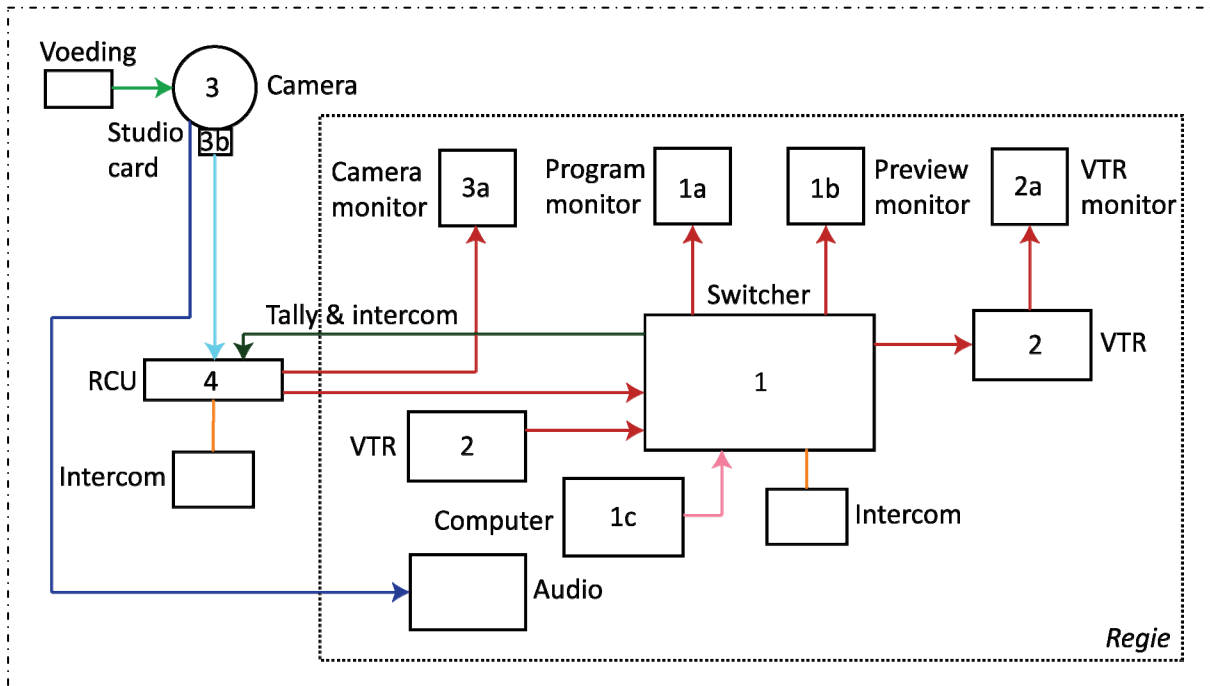 Voeding
3
Camera
Studio
card
3b
Camera
monitor
3a
Program
monitor
1a
1b
Preview
monitor
2a
VTR
monitor
Switcher
Tally & intercom
RCU
4
1
2
VTR
VTR
2
Intercom
Computer
1c
Intercom
Audio
Regie